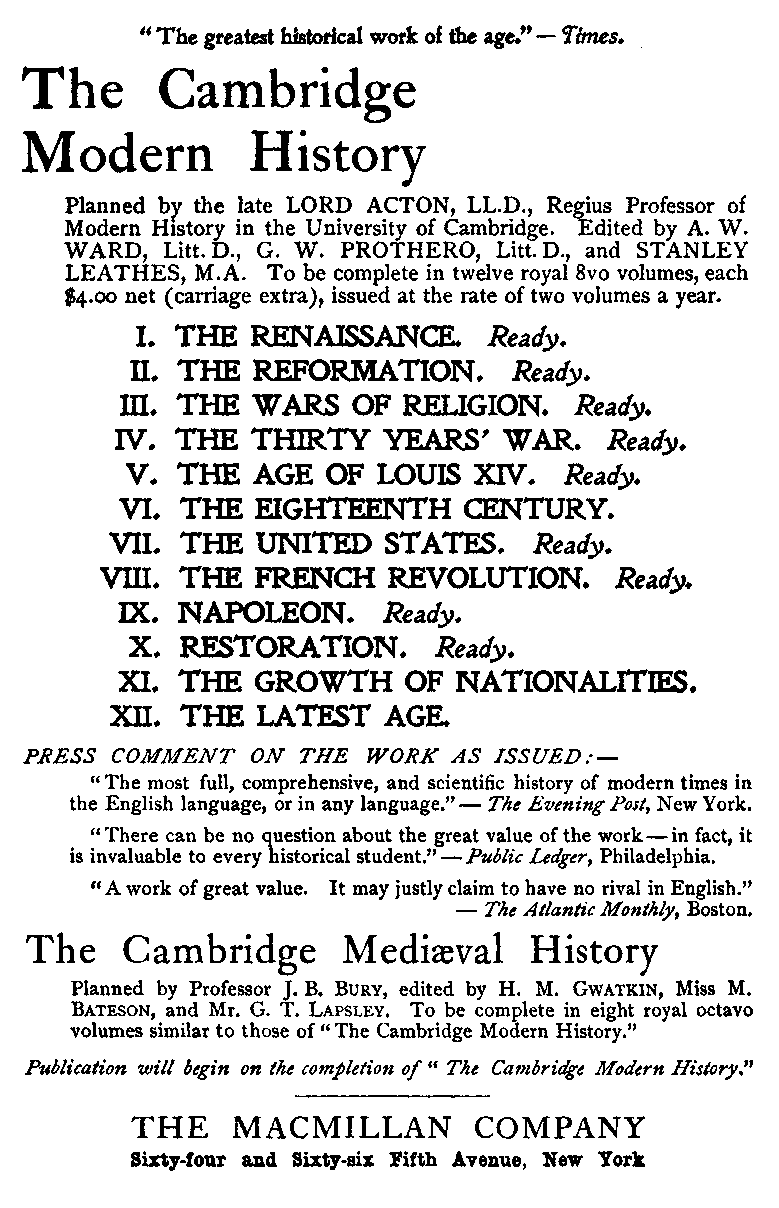 "The greatest historical work of the age."— Times.
The Cambridge
Modern History
Planned by the late LORD ACTON, LL.D., Regius Professor of
Modern History in the University of Cambridge. Edited by A. W.
WARD, Litt. D., G. W. PROTHERO, Litt. D., and STANLEY
LEATHES, M.A. To be complete in twelve royal 8vo volumes, each
$4.00 net (carriage extra), issued at the rate of two volumes a year.
I. THE RENAISSANCE. Ready.
II. THE REFORMATION. Ready.
III. THE WARS OF RELIGION. Ready.
IV. THE THIRTY YEARS' WAR. Ready.
V. THE AGE OF LOUIS XIV. Ready.
VI. THE EIGHTEENTH CENTURY.
VII. THE UNITED STATES. Ready.
VIII. THE FRENCH REVOLUTION. Ready.
IX. NAPOLEON. Ready.
X. RESTORATION. Ready.
XI. THE GROWTH OF NATIONALITIES.
XII. THE LATEST AGE.
PRESS COMMENT ON THE WORK AS ISSUED:—
"The most full, comprehensive, and scientific history of modern times in
the English language, or in any language."— The Evening Post, New York.
"There can be no question about the great value of the work—in fact, it
is invaluable to every historical student."—Public Ledger, Philadelphia.
"A work of great value. It may justly claim to have no rival in English."
— The Atlantic Monthly, Boston.
The Cambridge Mediæval History
Planned by Professor J. B. BURY, edited by H. M. GWATKIN, Miss M.
BATESON, and Mr. G. T. LAPSLEY. To be complete in eight royal octavo
volumes similar to those of "The Cambridge Modern History."
Publication will begin on the completion of "The Cambridge Modern History."
THE MACMILLAN COMPANY
Sixty-four and Sixty-six Fifth Avenue, New York